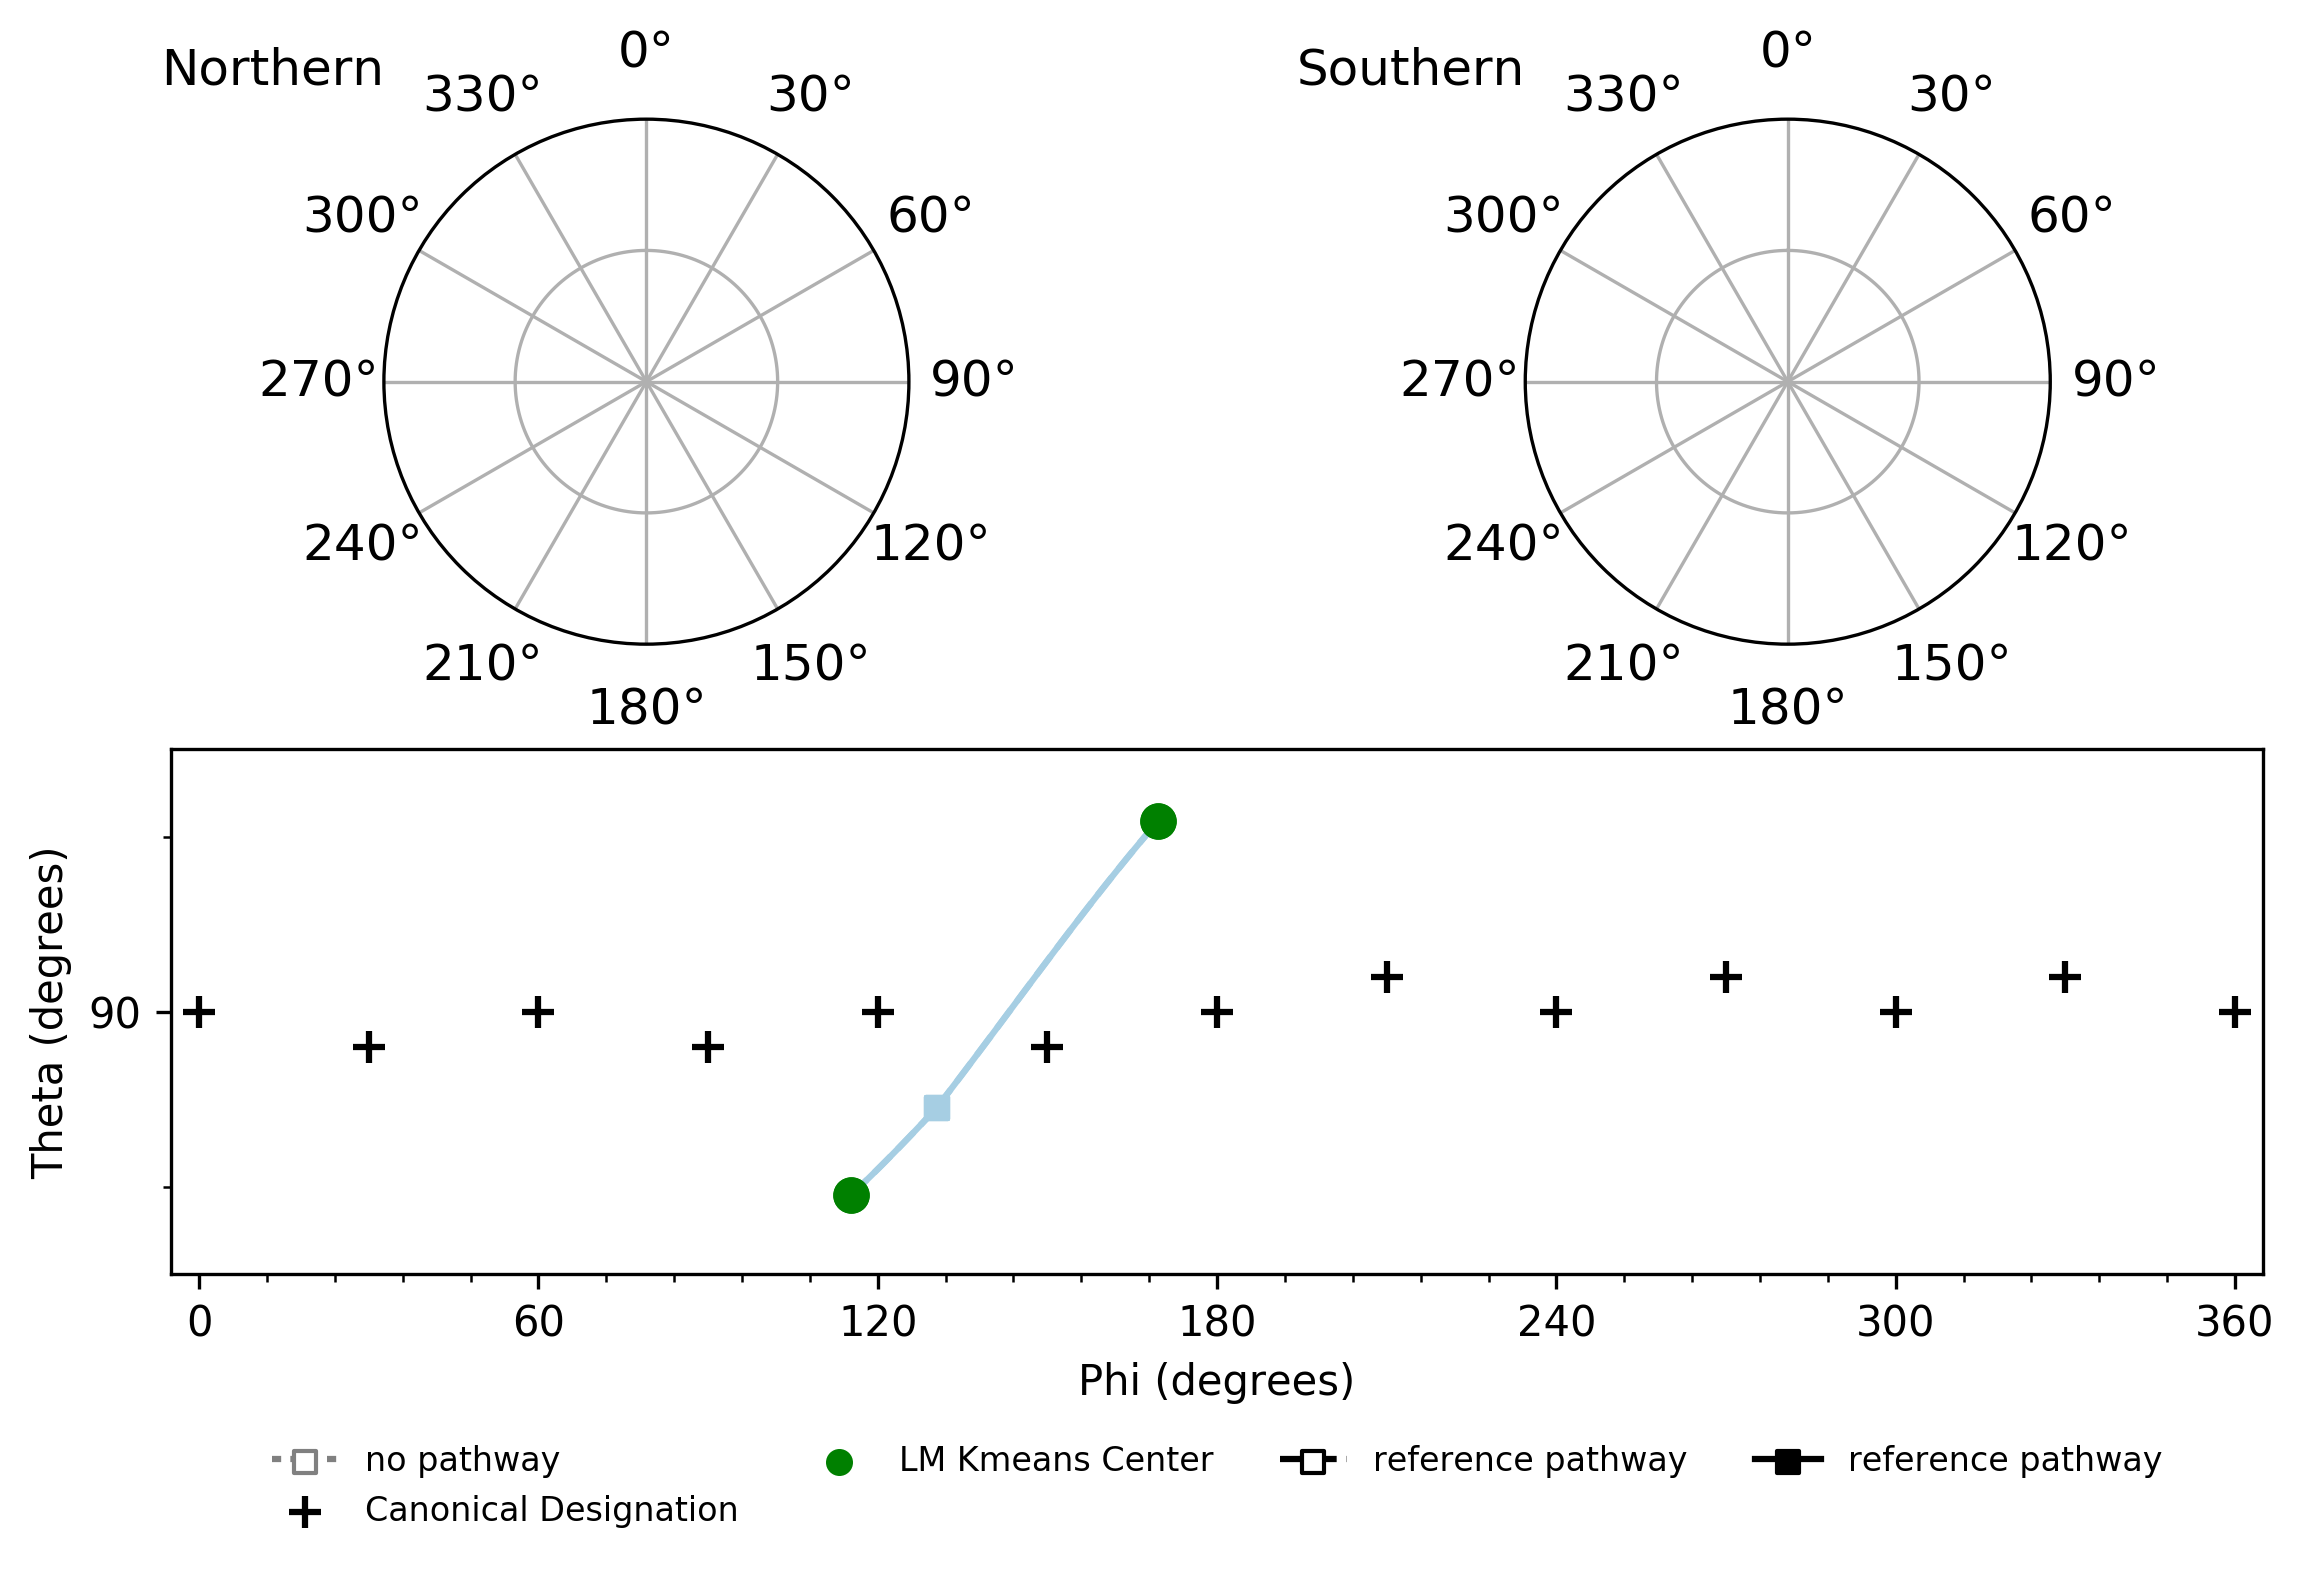 Northern
0°
330°
30°
300°
60°
270°
90°
240°
120°
210°
150°
180°
Southern
0°
330°
30°
300°
60°
270°
90°
240°
120°
210°
150°
180°
Theta (degrees)
90
0 60 120 180 240 300 360
Phi (degrees)
no pathway
Canonical Designation
LM Kmeans Center
reference pathway
reference pathway